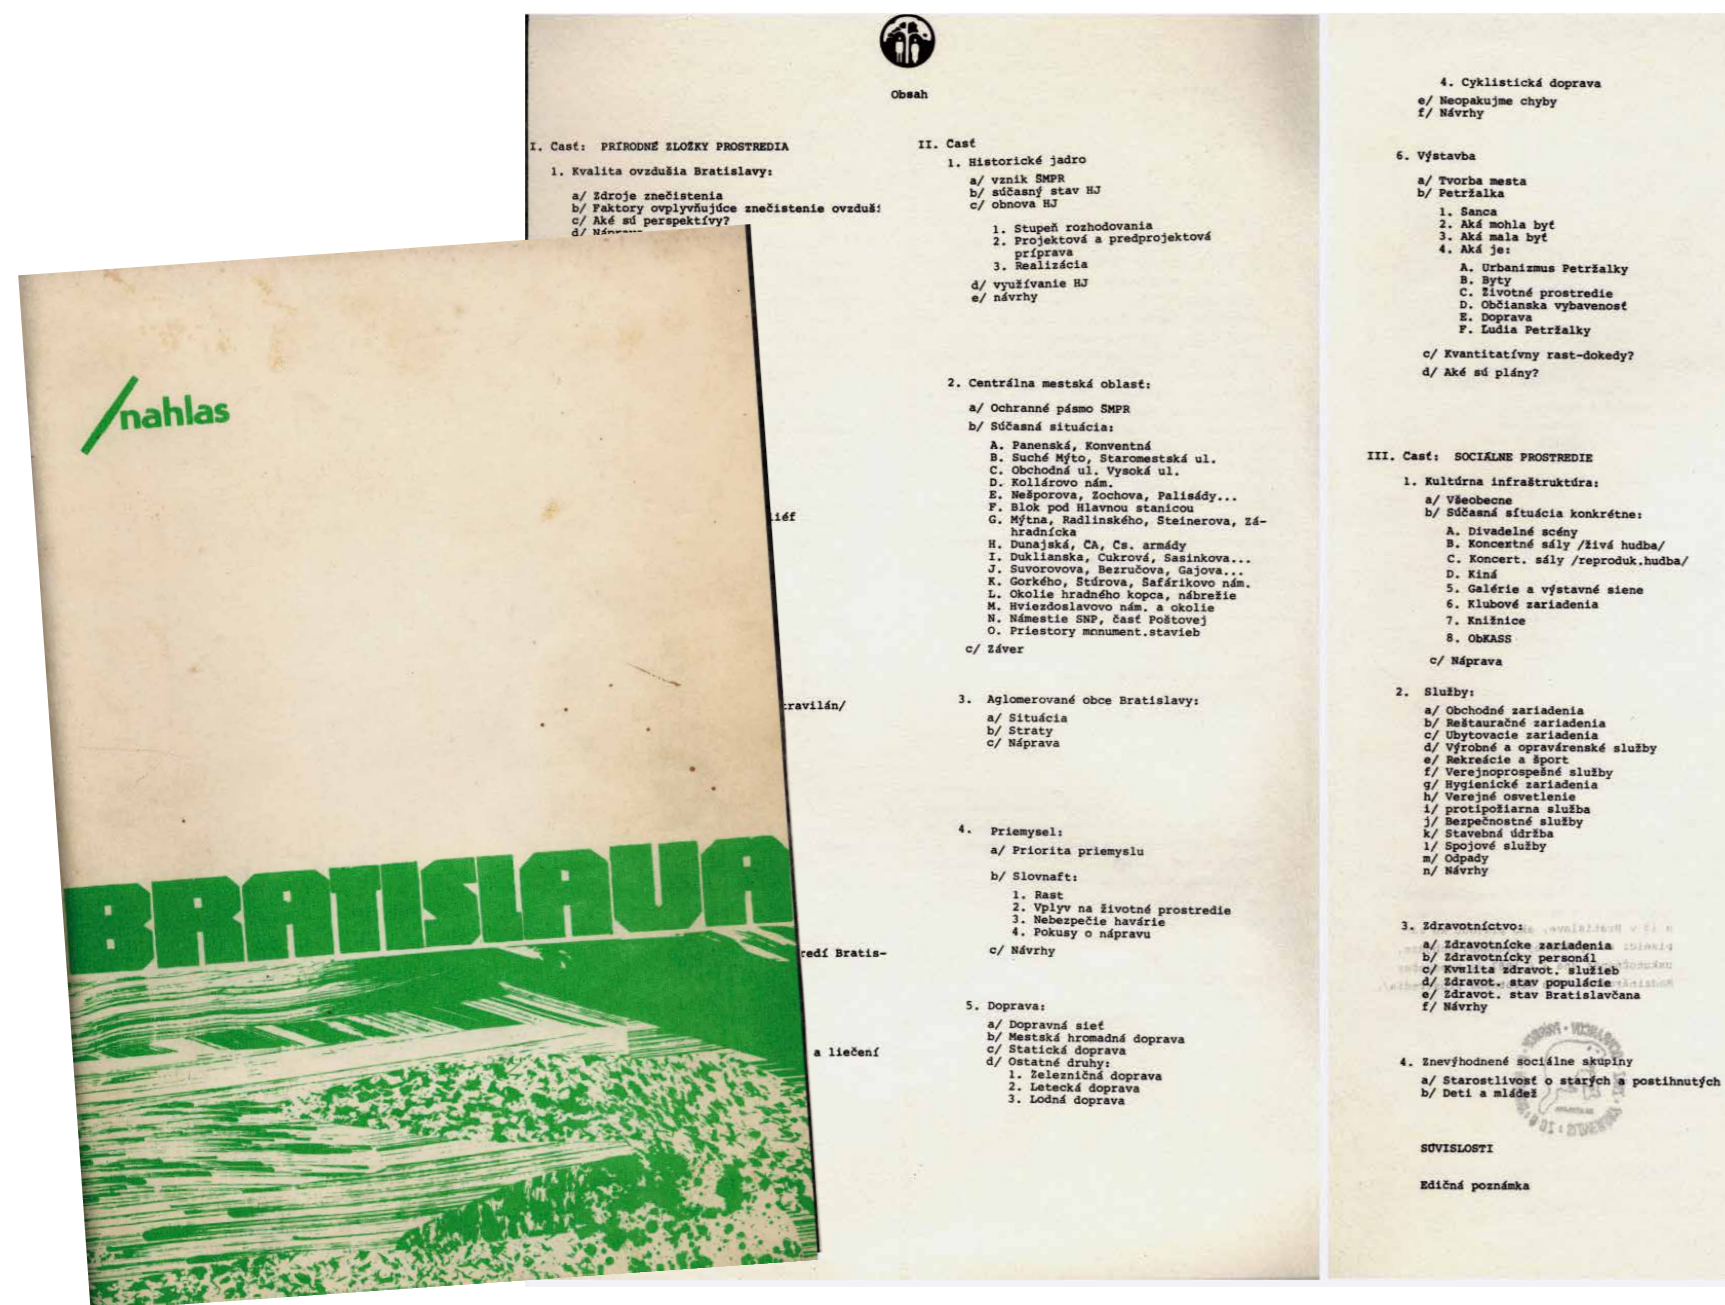 /nahlas
BRATISLAVA
Obsah
I. Casť: PRÍRODNÉ ZLOŽKY PROSTREDIA
1. Kvalita ovzdušia Bratislavy:
a/ Zdroje znečistenia
b/ Faktory ovplyvňujúce znečistenie ovzduší
c/ Aké sú perspektívy?
d/ Náprava
liéf
travilán/
redí Bratis-
a liečení
II. Casť
1. Historické jadro
a/ vznik SMPR
b/ súčasný stav HJ
c/ obnova HJ
1. Stupeň rozhodovania
2. Projektová a predprojektová
príprava
3. Realizácia
d/ využívanie HJ
e/ návrhy
2. Centrálna mestská oblasť:
a/ Ochranné pásmo SMPR
b/ Súčasná situácia:
A. Panenská, Konventná
B. Suché Mýto, Staromestská ul.
C. Obchodná ul. Vysoká ul.
D. Kollárovo nám.
E. Nešporova, Zochova, Palisády...
F. Blok pod Hlavnou stanicou
G. Mýtna, Radlinského, Steinerova, Zá-
hradnícka
H. Dunajská, ČA, Čs. armády
I. Duklianska, Cukrová, Sasinkova...
J. Suvorovova, Bezručova, Gajova...
K. Gorkého, Štúrova, Safárikovo nám.
L. Okolie hradného kopca, nábrežie
M. Hviezdoslavovo nám. a okolie
N. Námestie SNP, časť Poštovej
O. Priestory monument.stavieb
c/ Záver
3. Aglomerované obce Bratislavy:
a/ Situácia
b/ Straty
c/ Náprava
4. Priemysel:
a/ Priorita priemyslu
b/ Slovnaft:
1. Rast
2. Vplyv na životné prostredie
3. Nebezpečie havárie
4. Pokusy o nápravu
c/ Návrhy
5. Doprava:
a/ Dopravná sieť
b/ Mestská hromadná doprava
c/ Statická doprava
d/ Ostatné druhy:
1. Zelezničná doprava
2. Letecká doprava
3. Lodná doprava
4. Cyklistická doprava
e/ Neopakujme chyby
f/ Návrhy
6. Výstavba
a/ Tvorba mesta
b/ Petržalka
1. Sanca
2. Aká mohla byť
3. Aká mala byť
4. Aká je:
A. Urbanizmus Petržalky
B. Byty
C. Životné prostredie
D. Občianska vybavenosť
E. Doprava
F. Ľudia Petržalky
c/ Kvantitatívny rast-dokedy?
d/ Aké sú plány?
III. Casť: SOCIÁLNE PROSTREDIE
1. Kultúrna infraštruktúra:
a/ Všeobecne
b/ Súčasná situácia konkrétne:
A. Divadelné scény
B. Koncertné sály /živá hudba/
C. Koncert. sály /reproduk.hudba/
D. Kiná
5. Galérie a výstavné siene
6. Klubové zariadenia
7. Knižnice
8. ObKASS
c/ Náprava
2. Služby:
a/ Obchodné zariadenia
b/ Reštauračné zariadenia
c/ Ubytovacie zariadenia
d/ Výrobné a opravárenské služby
e/ Rekreácie a šport
f/ Verejnoprospešné služby
g/ Hygienické zariadenia
h/ Verejné osvetlenie
i/ protipožiarna služba
j/ Bezpečnostné služby
k/ Stavebná údržba
l/ Spojové služby
m/ Odpady
n/ Návrhy
3. Zdravotníctvo:
a/ Zdravotnícke zariadenia
b/ Zdravotnícky personál
c/ Kvalita zdravot. služieb
d/ Zdravot. stav populácie
e/ Zdravot. stav Bratislavčana
f/ Návrhy
4. Znevýhodnené sociálne skupiny
a/ Starostlivosť o starých a postihnutých
b/ Deti a mládež
SÚVISLOSTI
Edičná poznámka